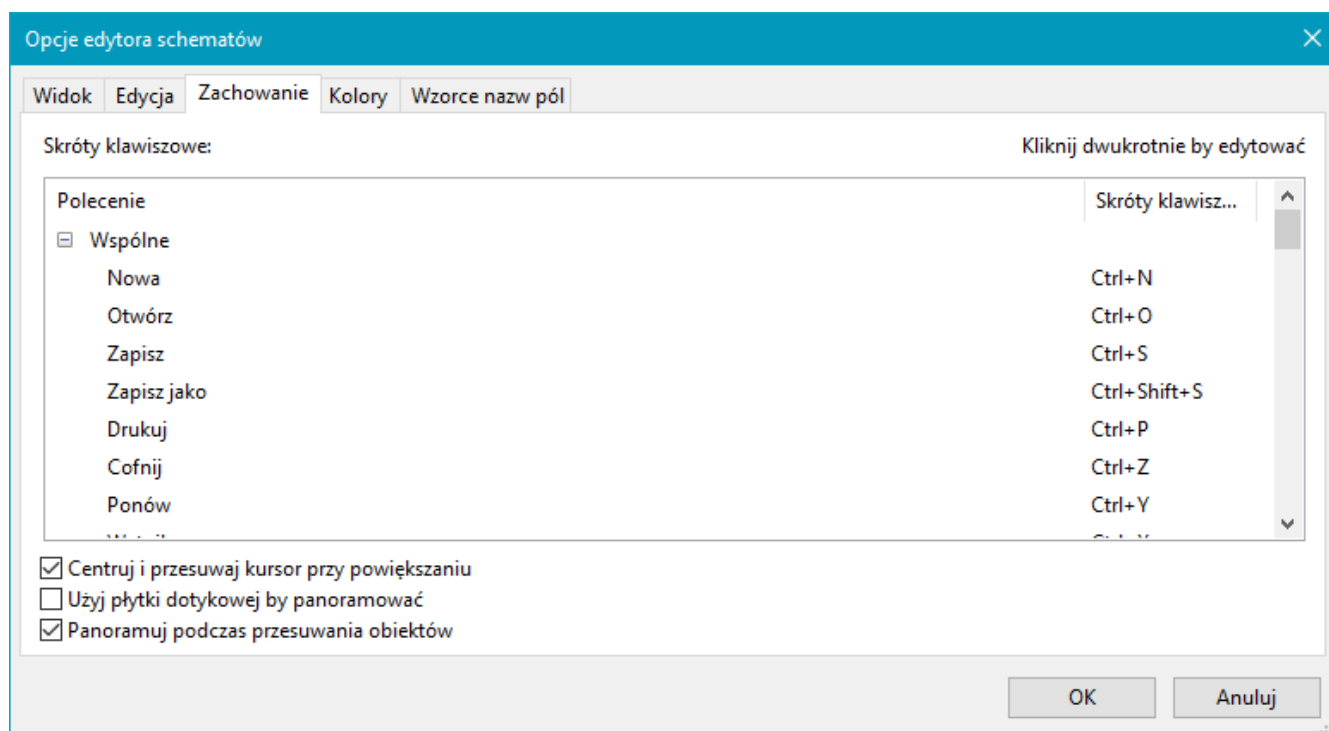 Opcje edytora schematów
Widok Edycja Zachowanie Kolory Wzorce nazw pól
Skróty klawiszowe: Kliknij dwukrotnie by edytować
Polecenie Skróty klawisz...
Wspólne
Nowa Ctrl+N
Otwórz Ctrl+O
Zapisz Ctrl+S
Zapisz jako Ctrl+Shift+S
Drukuj Ctrl+P
Cofnij Ctrl+Z
Ponów Ctrl+Y
Centruj i przesuwaj kursor przy powiększaniu
Użyj płytki dotykowej by panoramować
Panoramuj podczas przesuwania obiektów
OK Anuluj